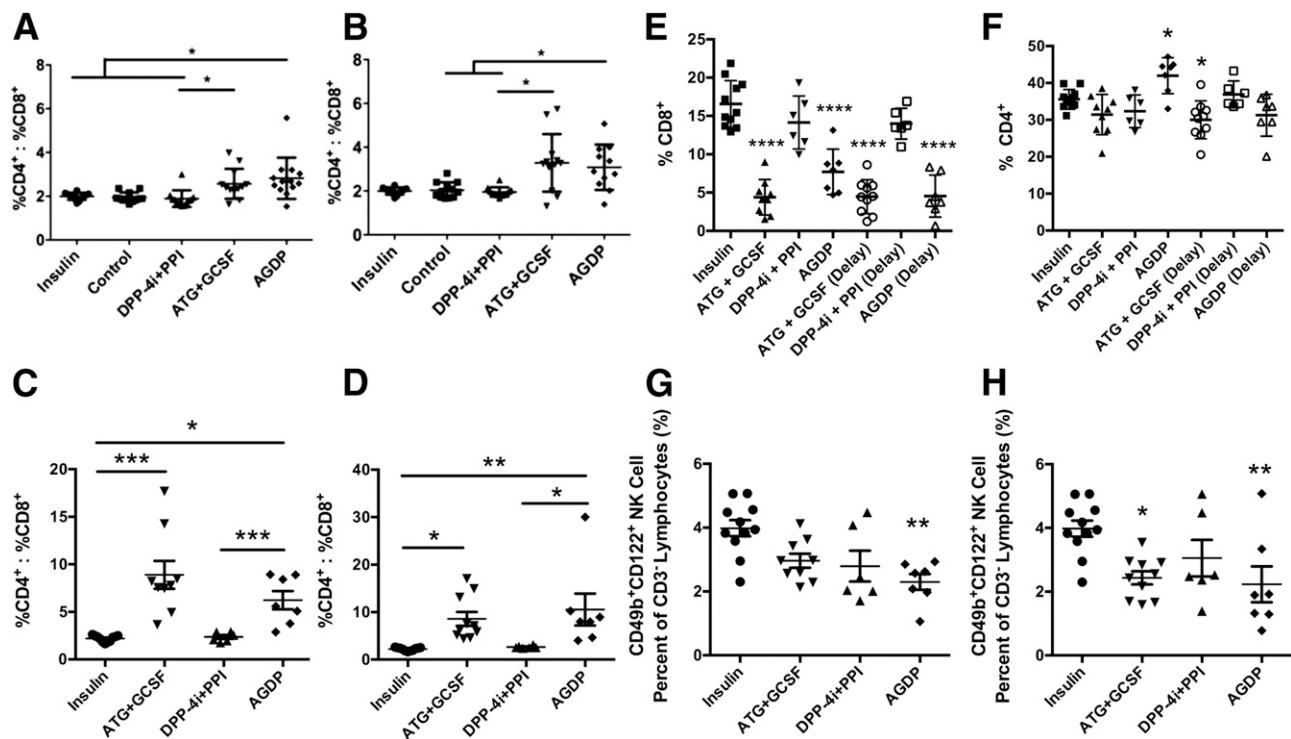 A
%CD4+ : %CD8+
8
6
4
2
0
Insulin
Control
DPP-4i+PPI
ATG+GCSF
AGDP
*
*
B
%CD4+ : %CD8+
8
6
4
2
0
Insulin
Control
DPP-4i+PPI
ATG+GCSF
AGDP
*
*
E
% CD8+
25
20
15
10
5
0
****
****
****
****
Insulin
ATG + GCSF
DPP-4i + PPI
AGDP
ATG + GCSF (Delay)
DPP-4i + PPI (Delay)
AGDP (Delay)
F
% CD4+
50
40
30
20
10
0
*
*
Insulin
ATG + GCSF
DPP-4i + PPI
AGDP
ATG + GCSF (Delay)
DPP-4i + PPI (Delay)
AGDP (Delay)
C
%CD4+ : %CD8+
20
15
10
5
0
*
***
***
Insulin
ATG+GCSF
DPP-4i+PPI
AGDP
D
%CD4+ : %CD8+
40
30
20
10
0
**
*
*
Insulin
ATG+GCSF
DPP-4i+PPI
AGDP
G
CD49b+CD122+ NK Cell
Percent of CD3- Lymphocytes (%)
6
4
2
0
**
Insulin
ATG+GCSF
DPP-4i+PPI
AGDP
H
CD49b+CD122+ NK Cell
Percent of CD3- Lymphocytes (%)
6
4
2
0
*
**
Insulin
ATG+GCSF
DPP-4i+PPI
AGDP